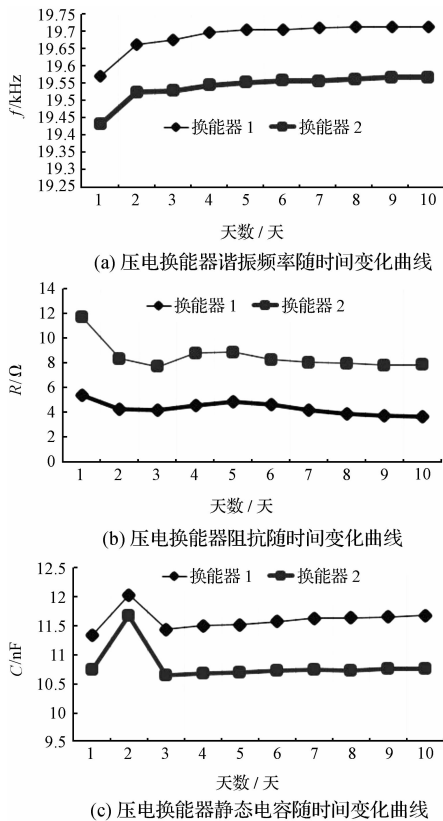 19.75
19.7
19.65
19.6
19.55
19.5
19.45
19.4
19.35
19.3
19.25
f/kHz
换能器 1 换能器 2
1 2 3 4 5 6 7 8 9 10
天数 / 天
(a) 压电换能器谐振频率随时间变化曲线
14
12
10
8
6
4
2
0
R/Ω
换能器 1 换能器 2
1 2 3 4 5 6 7 8 9 10
天数 / 天
(b) 压电换能器阻抗随时间变化曲线
12.5
12
11.5
11
10.5
10
9.5
C/nF
换能器 1 换能器 2
1 2 3 4 5 6 7 8 9 10
天数 / 天
(c) 压电换能器静态电容随时间变化曲线